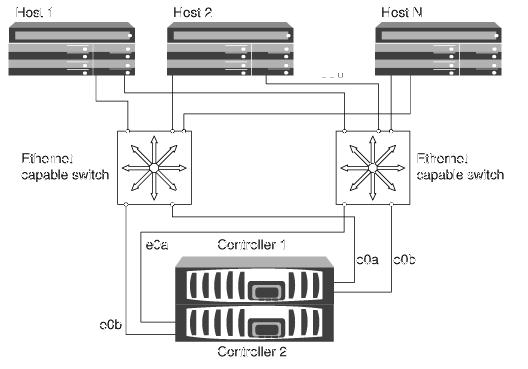 Host 1
Host 2
Host N
Ethernet
capable switch
Ethernet
capable switch
e0a
Controller 1
e0a
e0b
e0b
Controller 2